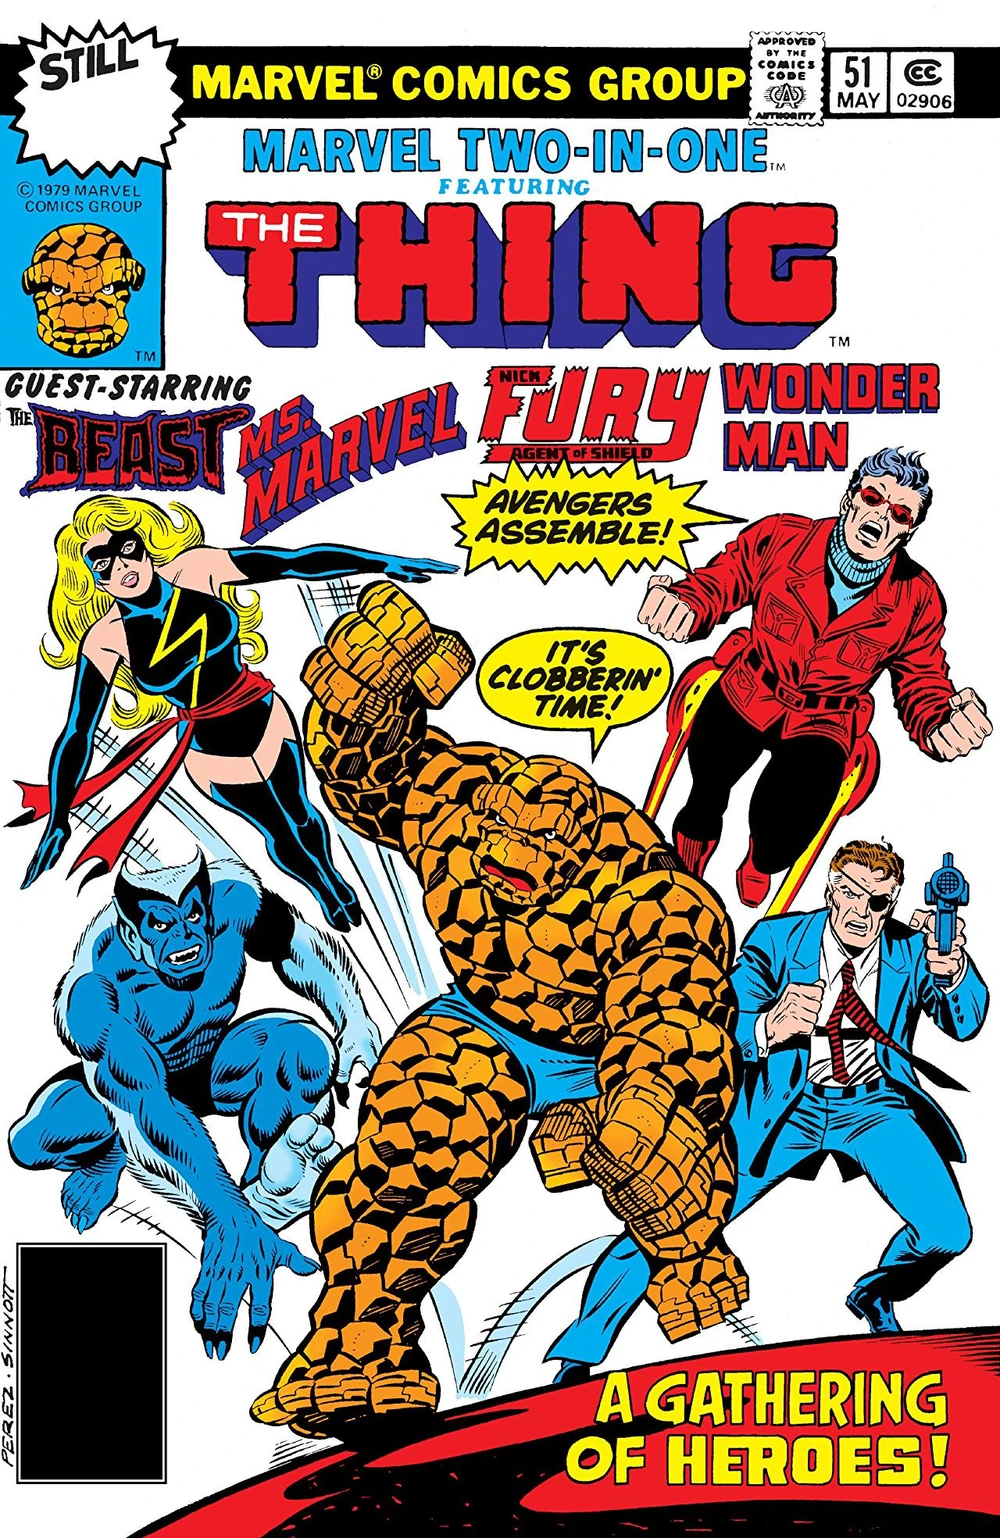 STILL
MARVEL® COMICS GROUP
APPROVED
BY THE
COMICS
CODE
CA
AUTHORITY
51
MAY
CC
02906
© 1979 MARVEL
COMICS GROUP
TM
MARVEL TWO-IN-ONE™
FEATURING
THE THING
TM
GUEST-STARRING
THE BEAST
MS.
MARVEL
NICK
FURY
AGENT OF SHIELD
WONDER
MAN
AVENGERS
ASSEMBLE!
IT'S
CLOBBERIN'
TIME!
PEREZ · SINNOTT
A GATHERING
OF HEROES!